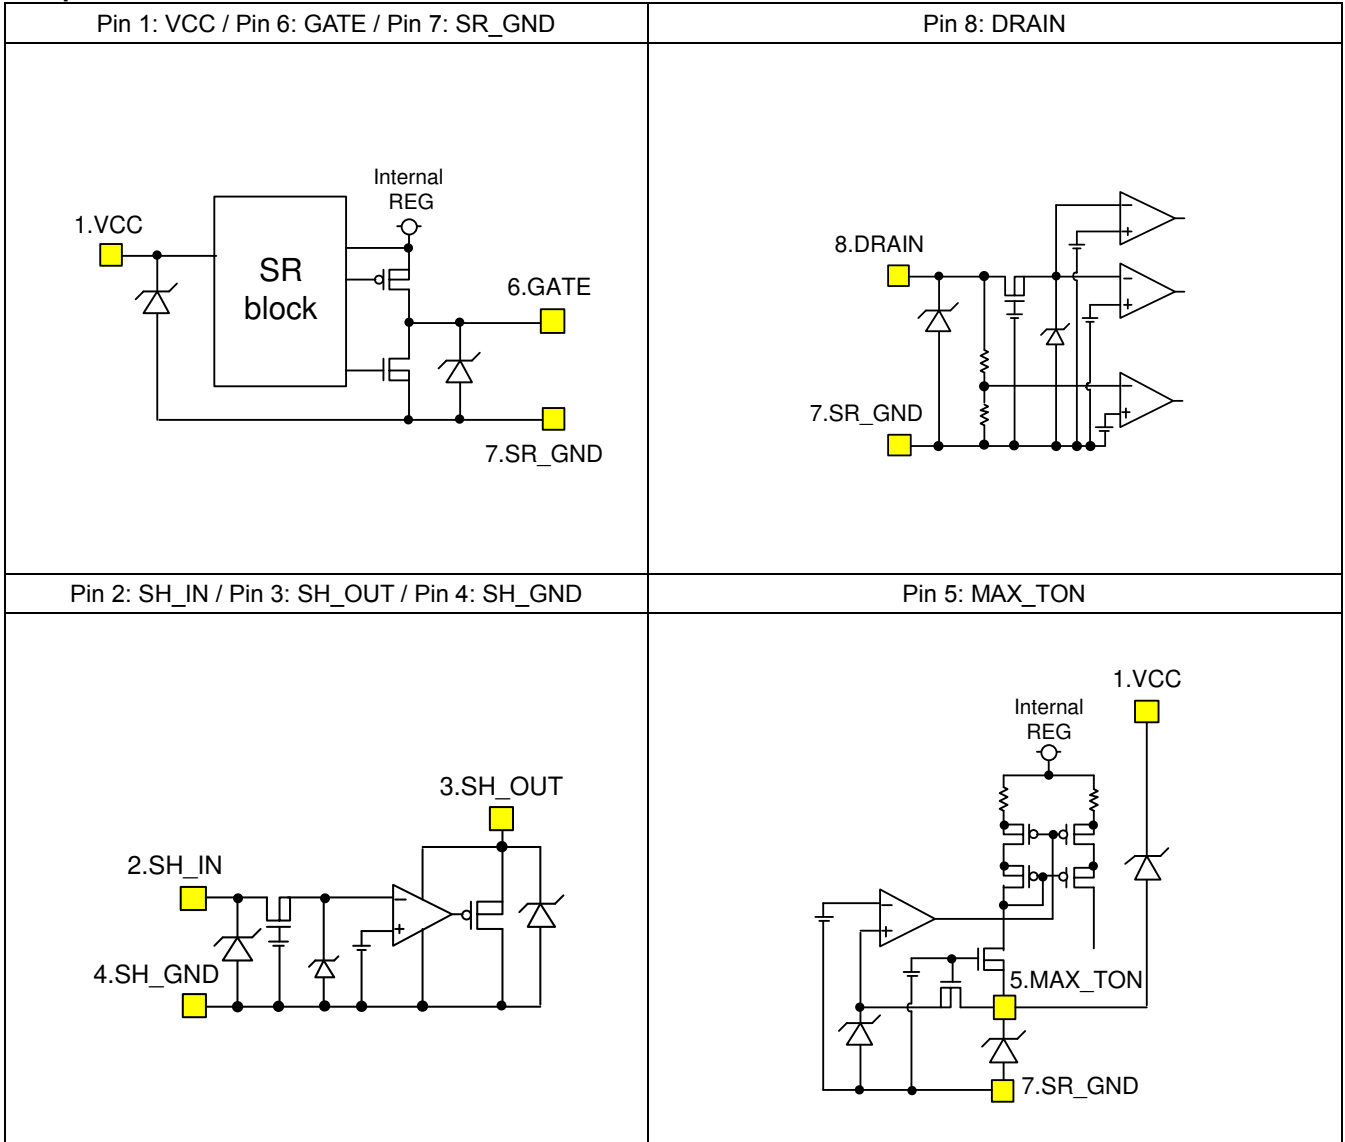 Pin 1: VCC / Pin 6: GATE / Pin 7: SR_GND
Pin 8: DRAIN
Internal
REG
1.VCC
SR
block
6.GATE
7.SR_GND
8.DRAIN
7.SR_GND
−
+
−
+
−
+
Pin 2: SH_IN / Pin 3: SH_OUT / Pin 4: SH_GND
Pin 5: MAX_TON
3.SH_OUT
2.SH_IN
4.SH_GND
−
+
1.VCC
Internal
REG
−
+
5.MAX_TON
7.SR_GND